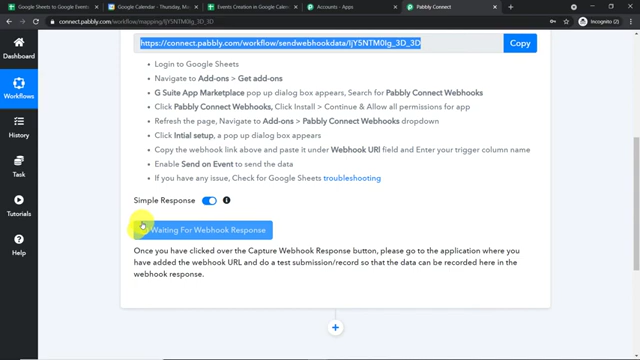 Google Sheets to Google Events
Google Calendar - Thursday, M
Events Creation in Google Calenda
Accounts - Apps
Pabbly Connect
connect.pabbly.com/workflow/mapping/IjY5NTM0Ig_3D_3D
Incognito (2)
Dashboard
Workflows
History
Task
Tutorials
Help
https://connect.pabbly.com/workflow/sendwebhookdata/IjY5NTM0Ig_3D_3D
Copy
Login to Google Sheets
Navigate to Add-ons > Get add-ons
G Suite App Marketplace pop up dialog box appears, Search for Pabbly Connect Webhooks
Click Pabbly Connect Webhooks, Click Install > Continue & Allow all permissions for app
Refresh the page, Navigate to Add-ons > Pabbly Connect Webhooks dropdown
Click Intial setup, a pop up dialog box appears
Copy the webhook link above and paste it under Webhook URl field and Enter your trigger column name
Enable Send on Event to send the data
If you have any issue, Check for Google Sheets troubleshooting
Simple Response
Waiting For Webhook Response
Once you have clicked over the Capture Webhook Response button, please go to the application where you
have added the webhook URL and do a test submission/record so that the data can be recorded here in the
webhook response.